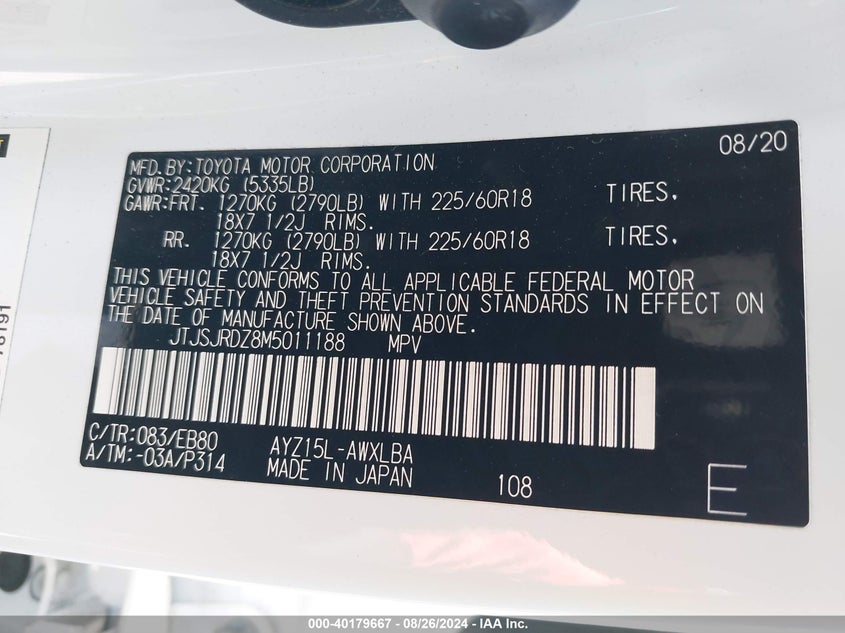 08/20
MFD.BY:TOYOTA MOTOR CORPORATION
GVWR:2420KG (5335LB)
GAWR:FRT. 1270KG (2790LB) WITH 225/60R18 TIRES.
18X7 1/2J RIMS.
RR. 1270KG (2790LB) WITH 225/60R18 TIRES.
18X7 1/2J RIMS.
THIS VEHICLE CONFORMS TO ALL APPLICABLE FEDERAL MOTOR
VEHICLE SAFETY AND THEFT PREVENTION STANDARDS IN EFFECT ON
THE DATE OF MANUFACTURE SHOWN ABOVE.
JTJSJRDZ8M5011188 MPV
C/TR:083/EB80 AYZ15L-AWXLBA
A/TM:-03A/P314 MADE IN JAPAN
108
E
000-40179667 - 08/26/2024 - IAA Inc.